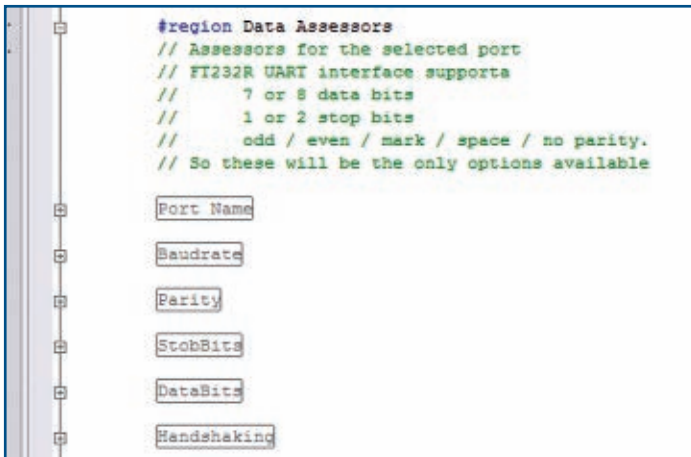 #region Data Assessors
// Assessors for the selected port
// FT232R UART interface supporta
// 7 or 8 data bits
// 1 or 2 stop bits
// odd / even / mark / space / no parity.
// So these will be the only options available
Port Name
Baudrate
Parity
StobBits
DataBits
Handshaking